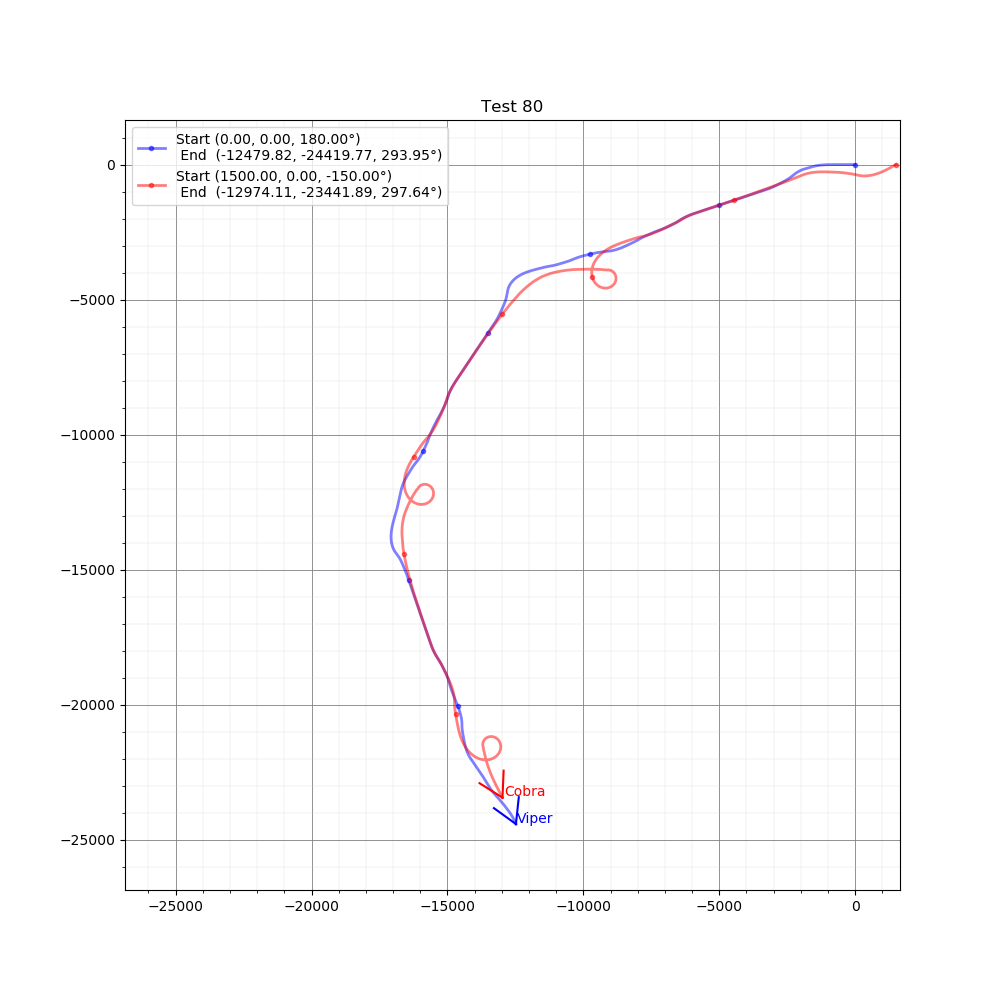 Test 80
Start (0.00, 0.00, 180.00°)
End  (-12479.82, -24419.77, 293.95°)
Start (1500.00, 0.00, -150.00°)
End  (-12974.11, -23441.89, 297.64°)
0
−5000
−10000
−15000
−20000
−25000
Cobra
Viper
−25000
−20000
−15000
−10000
−5000
0